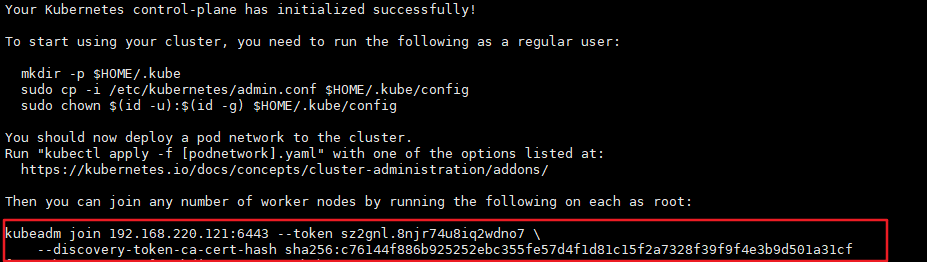 Your Kubernetes control-plane has initialized successfully!
To start using your cluster, you need to run the following as a regular user:
mkdir -p $HOME/.kube
sudo cp -i /etc/kubernetes/admin.conf $HOME/.kube/config
sudo chown $(id -u):$(id -g) $HOME/.kube/config
You should now deploy a pod network to the cluster.
Run "kubectl apply -f [podnetwork].yaml" with one of the options listed at:
https://kubernetes.io/docs/concepts/cluster-administration/addons/
Then you can join any number of worker nodes by running the following on each as root:
kubeadm join 192.168.220.121:6443 --token sz2gnl.8njr74u8iq2wdno7 \
--discovery-token-ca-cert-hash sha256:c76144f886b925252ebc355fe57d4f1d81c15f2a7328f39f9f4e3b9d501a31cf